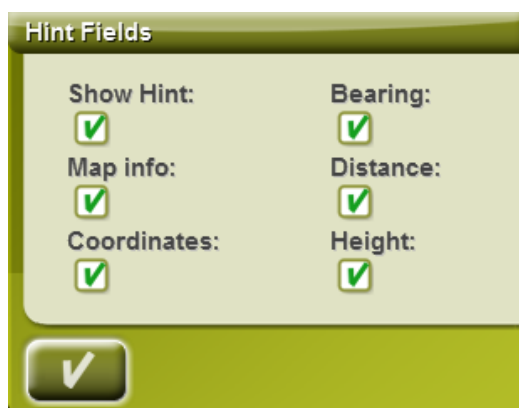 Hint Fields
Show Hint: Bearing:
Map info: Distance:
Coordinates: Height: